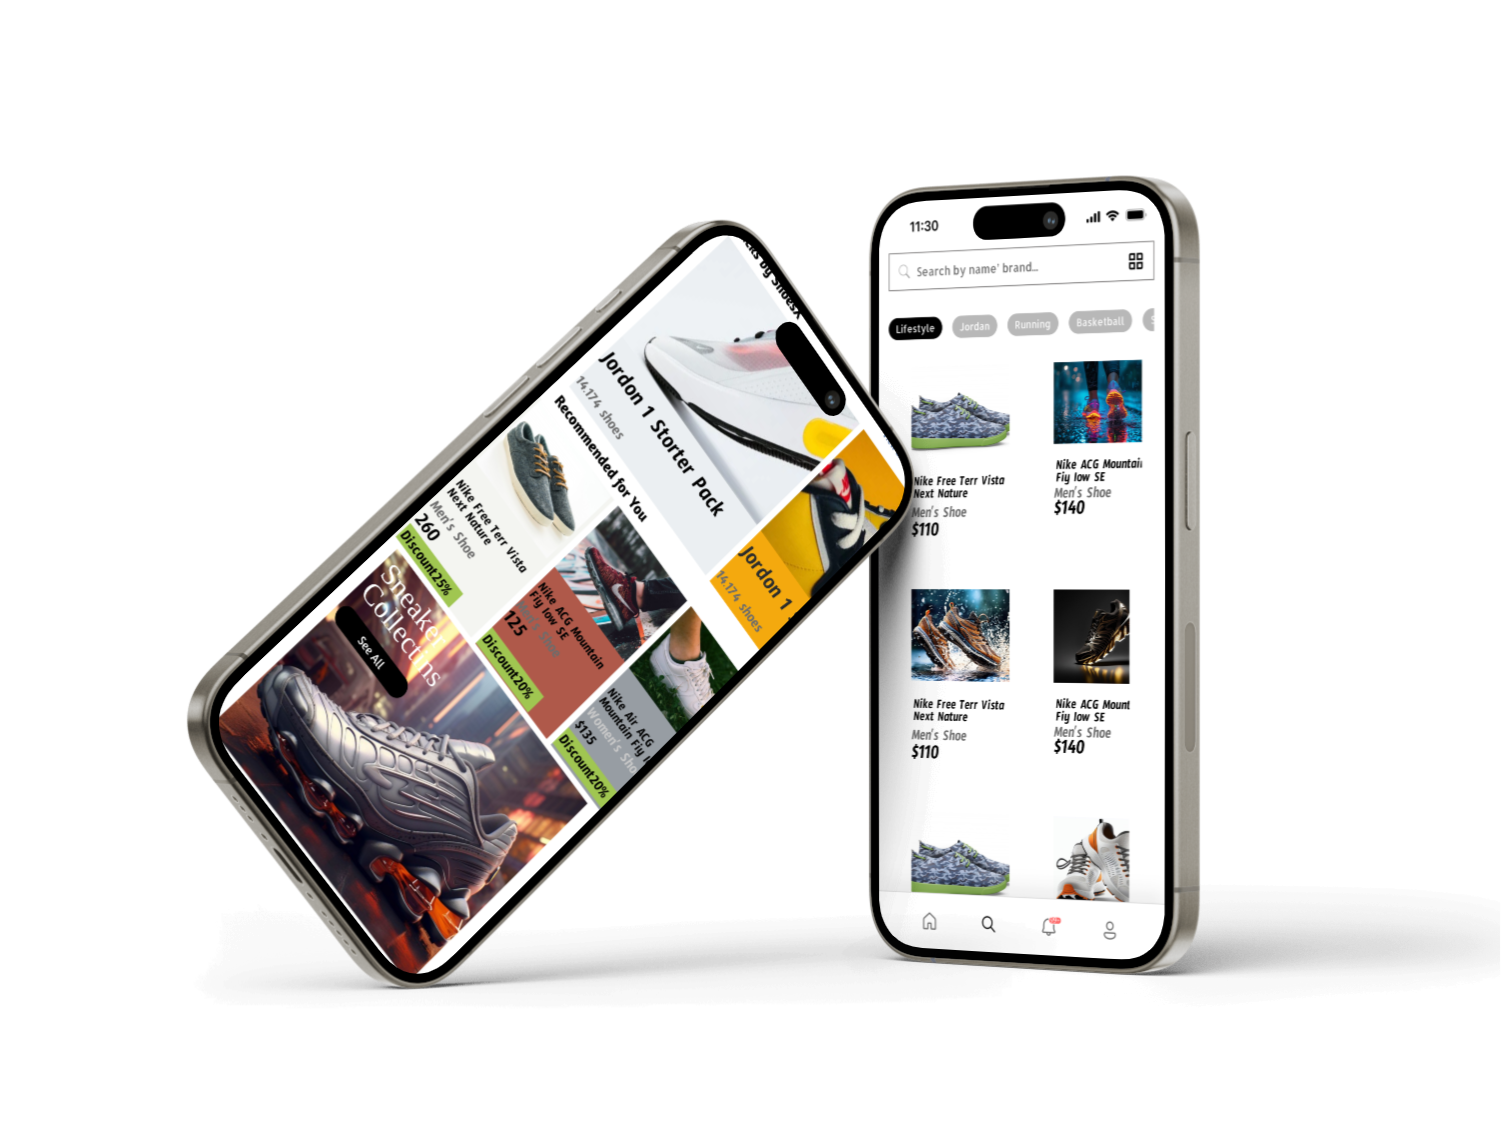 by ShoesX
Jordon 1 Storter Pack
14.174 shoes
Jordon 1
14.174 shoes
Recommended for You
Nike Free Terr Vista
Next Nature
Men's Shoe
260
Discount25%
Nike ACG Mountain
Fiy low SE
Men's Shoe
125
Discount20%
Nike Air ACG
Mountain Fiy
Women's Sho
$135
Discount20%
Sneaker
Collectins
See All
11:30
Search by name' brand...
Lifestyle
Jordan
Running
Basketball
Nike Free Terr Vista
Next Nature
Men's Shoe
$110
Nike ACG Mountain
Fiy low SE
Men's Shoe
$140
Nike Free Terr Vista
Next Nature
Men's Shoe
$110
Nike ACG Mount
Fiy low SE
Men's Shoe
$140